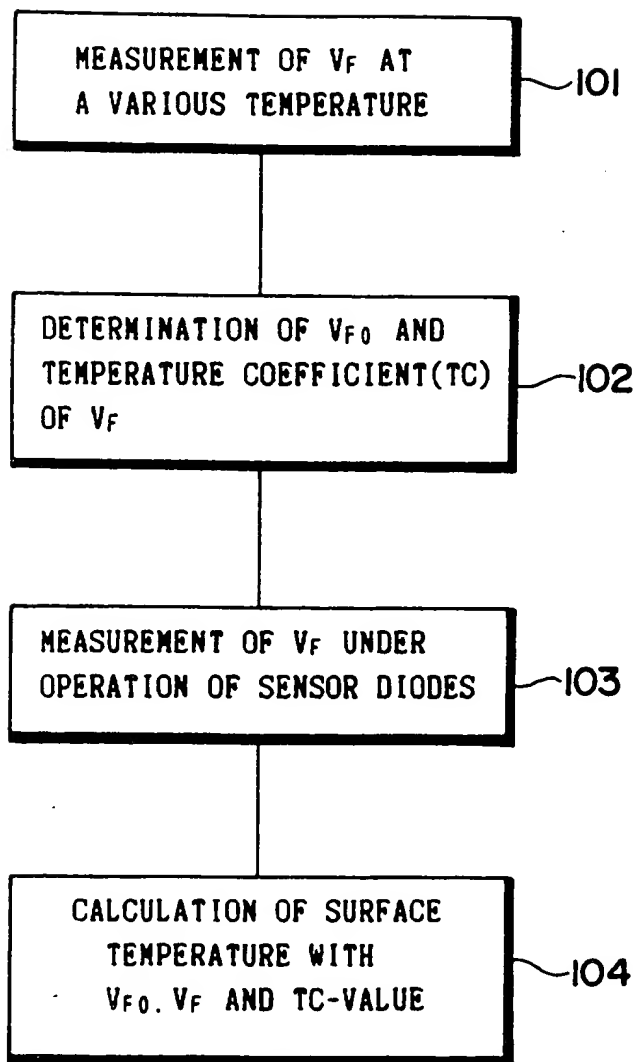 MEASUREMENT OF VF AT
A VARIOUS TEMPERATURE
101
DETERMINATION OF VF0 AND
TEMPERATURE COEFFICIENT(TC)
OF VF
102
MEASUREMENT OF VF UNDER
OPERATION OF SENSOR DIODES
103
CALCULATION OF SURFACE
TEMPERATURE WITH
VF0. VF AND TC-VALUE
104